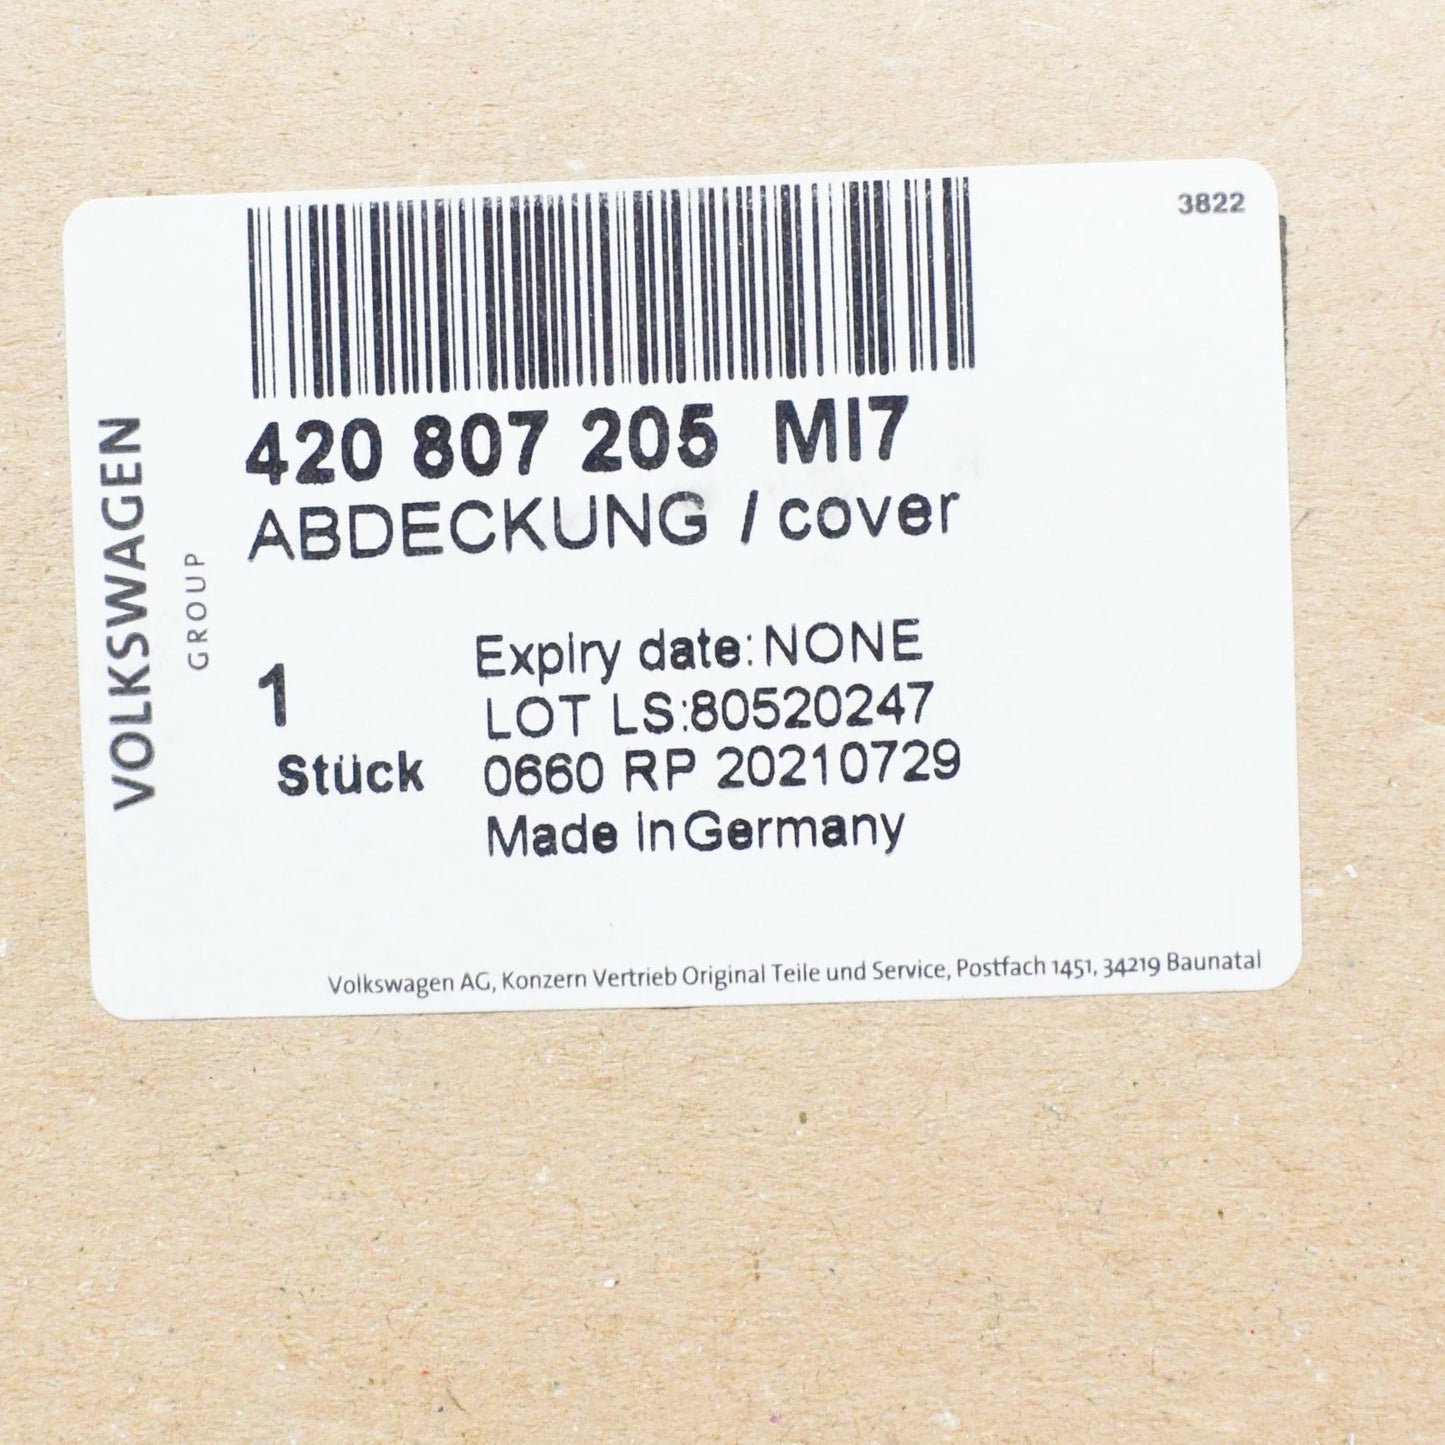 3822
420 807 205 MI7
ABDECKUNG / cover
VOLKSWAGEN
GROUP
1
Stück
Expiry date: NONE
LOT LS:80520247
0660 RP 20210729
Made in Germany
Volkswagen AG, Konzern Vertrieb Original Teile und Service, Postfach 1451, 34219 Baunatal